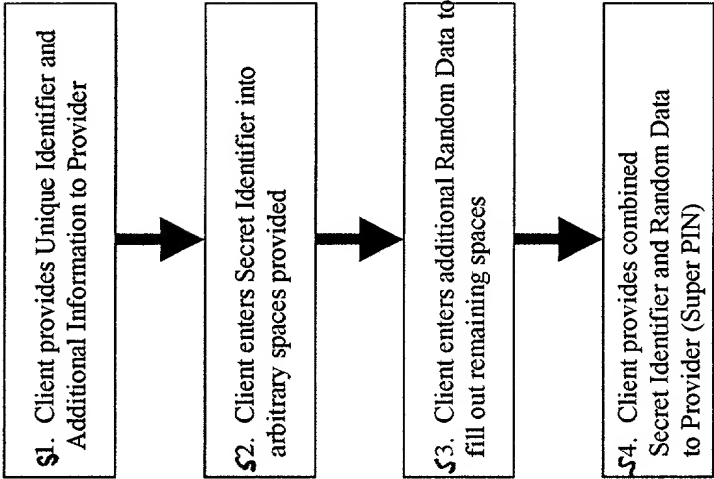 S1. Client provides Unique Identifier and
Additional Information to Provider
S2. Client enters Secret Identifier into
arbitrary spaces provided
S3. Client enters additional Random Data to
fill out remaining spaces
S4. Client provides combined
Secret Identifier and Random Data
to Provider (Super PIN)